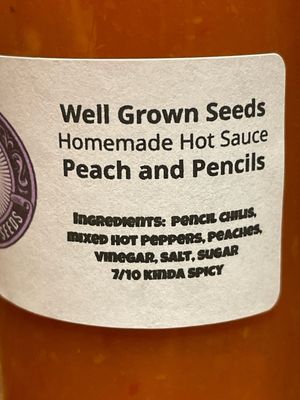 SEEDS
Well Grown Seeds
Homemade Hot Sauce
Peach and Pencils
Ingredients: Pencil chilis,
mixed hot peppers, peaches,
vinegar, salt, sugar
7/10 kinda spicy